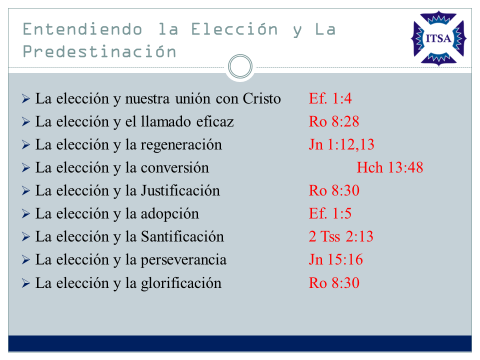 Entendiendo la Elección y La
Predestinación
ITSA
La elección y nuestra unión con Cristo Ef. 1:4
La elección y el llamado eficaz Ro 8:28
La elección y la regeneración Jn 1:12,13
La elección y la conversión Hch 13:48
La elección y la Justificación Ro 8:30
La elección y la adopción Ef. 1:5
La elección y la Santificación 2 Tss 2:13
La elección y la perseverancia Jn 15:16
La elección y la glorificación Ro 8:30